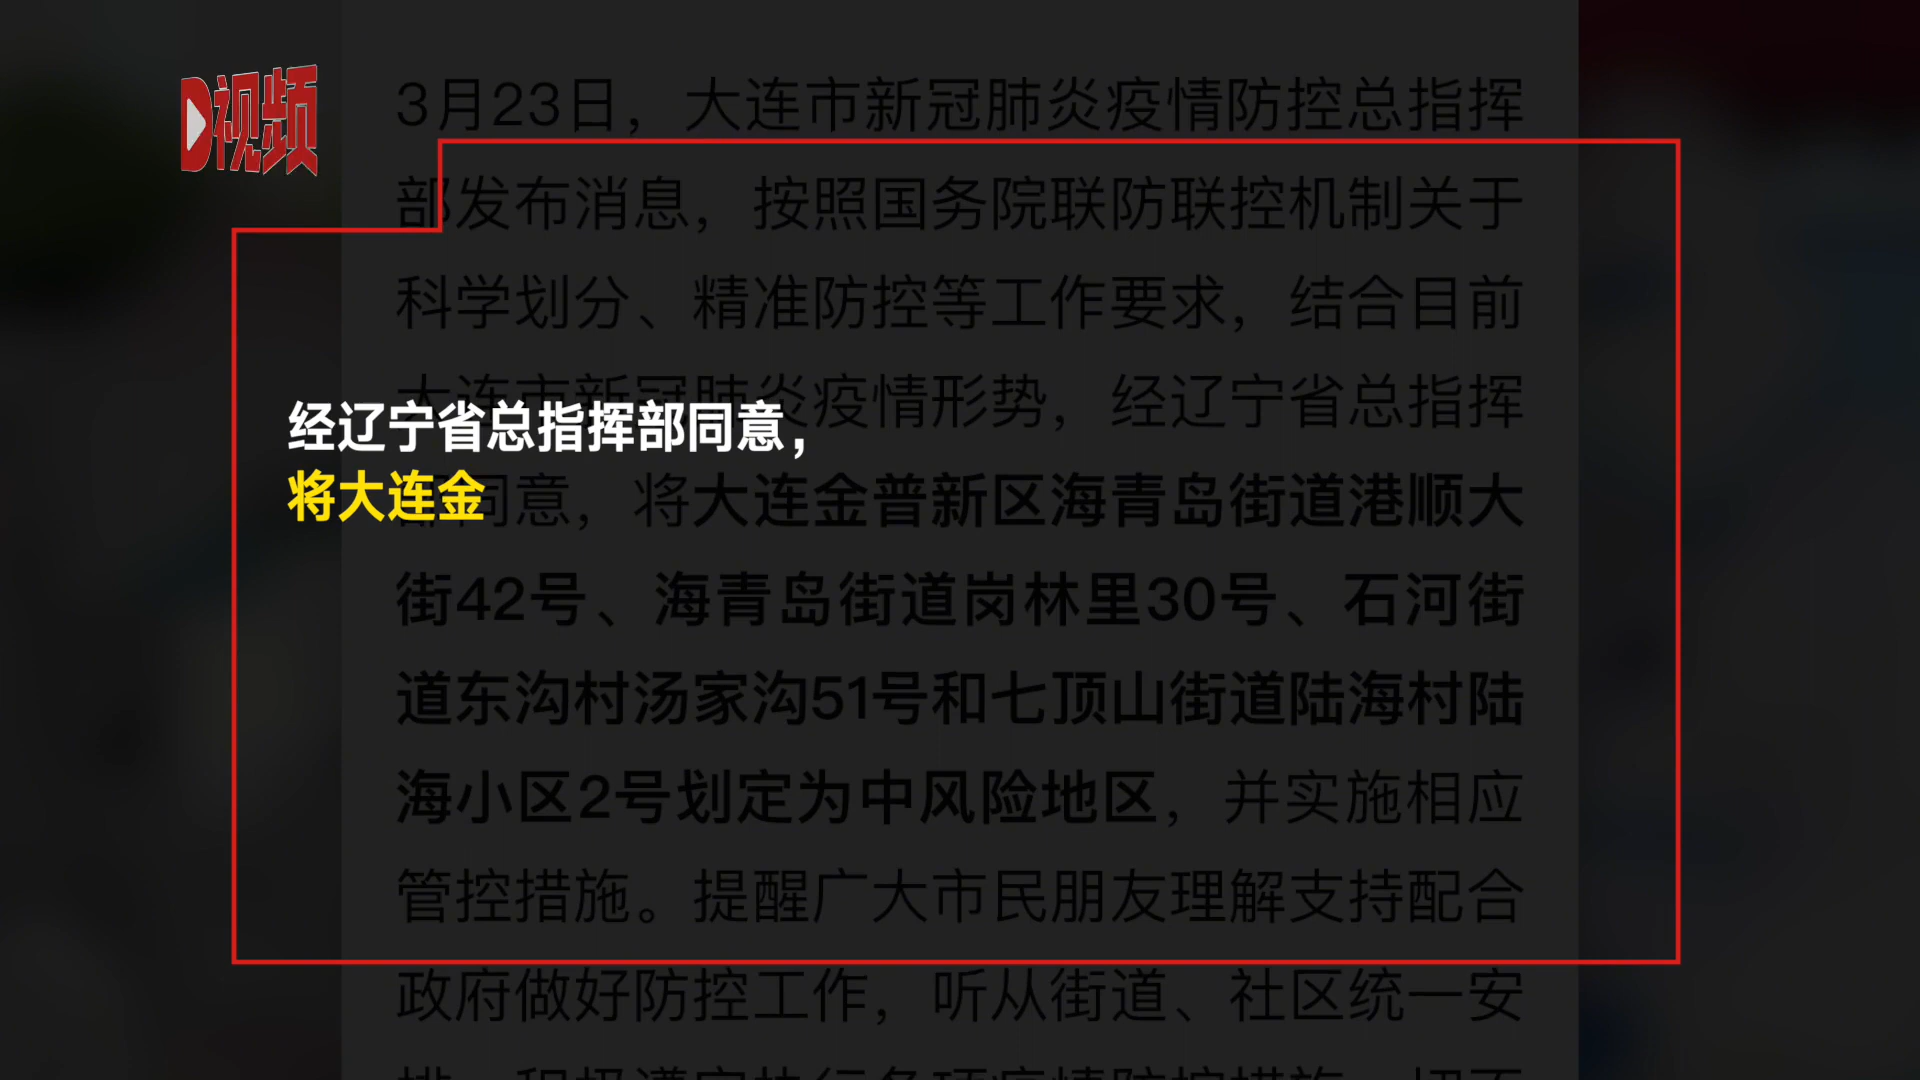 视频
3月23日，大连市新冠肺炎疫情防控总指挥
部发布消息，按照国务院联防联控机制关于
科学划分、精准防控等工作要求，结合目前
大连市新冠肺炎疫情形势，经辽宁省总指挥
经辽宁省总指挥部同意，
将大连金
部同意，将大连金普新区海青岛街道港顺大
街42号、海青岛街道岗林里30号、石河街
道东沟村汤家沟51号和七顶山街道陆海村陆
海小区2号划定为中风险地区，并实施相应
管控措施。提醒广大市民朋友理解支持配合
政府做好防控工作，听从街道、社区统一安